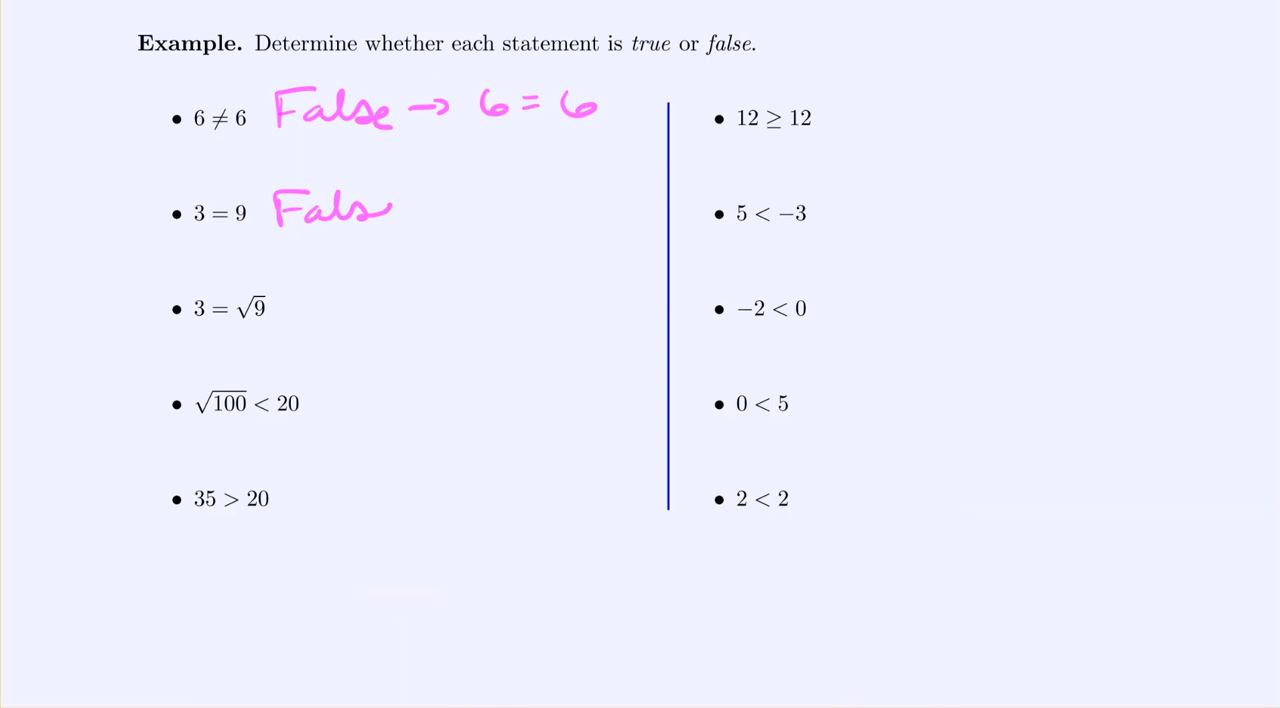 Example. Determine whether each statement is true or false.
• 6 ≠ 6 False → 6 = 6
• 3 = 9 Fals
• 3 = √9
• √100 < 20
• 35 > 20
• 12 ≥ 12
• 5 < −3
• −2 < 0
• 0 < 5
• 2 < 2